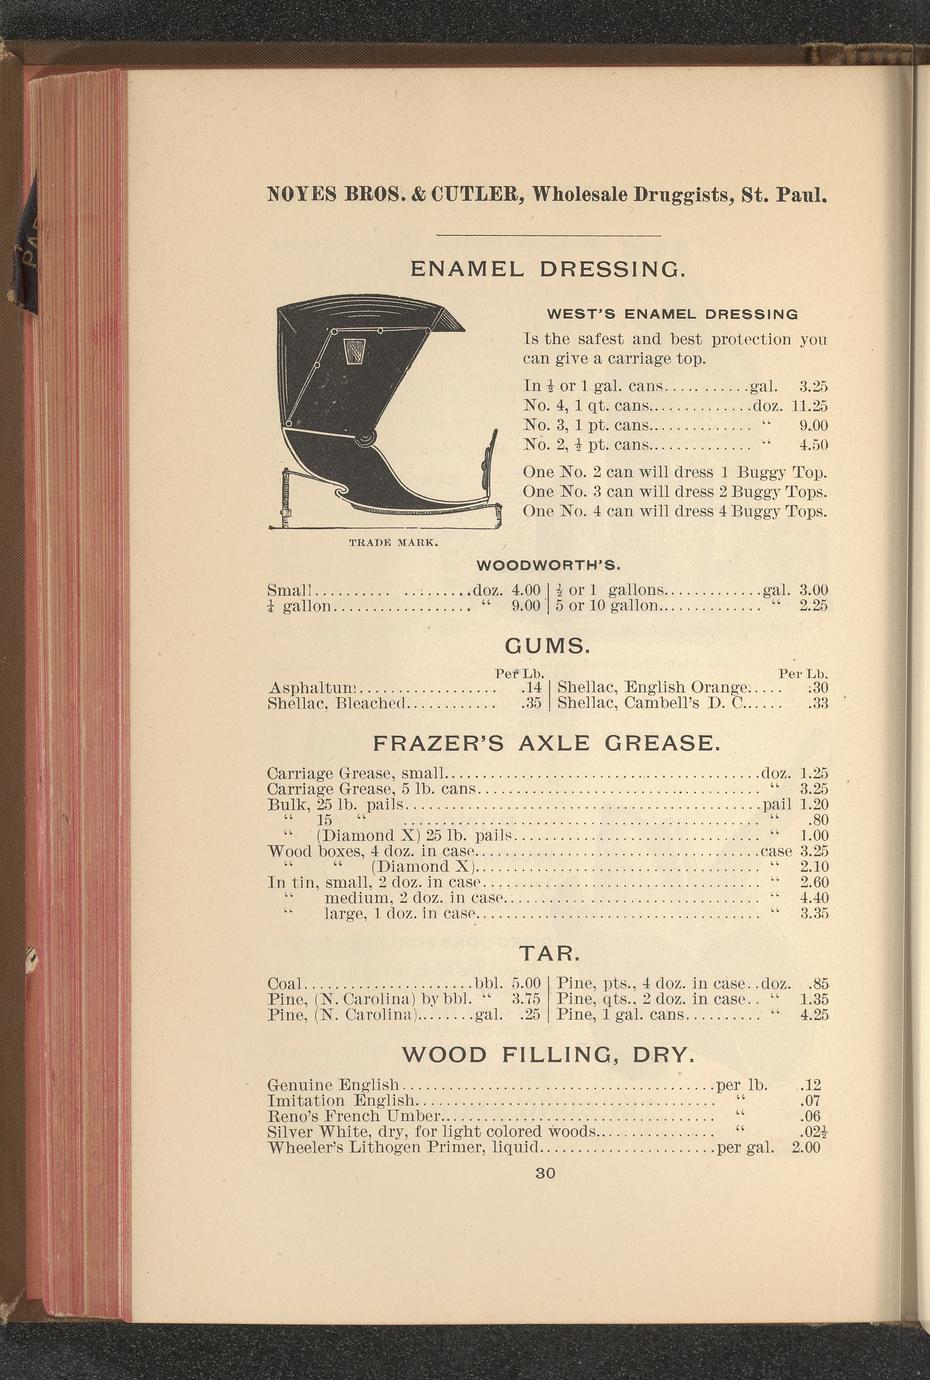 NOYES BROS. & CUTLER, Wholesale Druggists, St. Paul.
ENAMEL DRESSING.
WEST'S ENAMEL DRESSING
Is the safest and best protection you
can give a carriage top.
In ½ or 1 gal. cans...........gal. 3.25
No. 4, 1 qt. cans..............doz. 11.25
No. 3, 1 pt. cans.............. “ 9.00
No. 2, ½ pt. cans.............. “ 4.50
One No. 2 can will dress 1 Buggy Top.
One No. 3 can will dress 2 Buggy Tops.
One No. 4 can will dress 4 Buggy Tops.
TRADE MARK.
WOODWORTH'S.
Small.......... .........doz. 4.00 | ½ or 1 gallons.............gal. 3.00
¼ gallon.................. “ 9.00 | 5 or 10 gallon.............. “ 2.25
GUMS.
Per Lb. Per Lb.
Asphaltum.................. .14 | Shellac, English Orange..... .30
Shellac, Bleached............ .35 | Shellac, Cambell's D. C...... .33
FRAZER'S AXLE GREASE.
Carriage Grease, small.........................................doz. 1.25
Carriage Grease, 5 lb. cans..................................... “ 3.25
Bulk, 25 lb. pails..............................................pail 1.20
“ 15 “ .............................................. “ .80
“ (Diamond X) 25 lb. pails................................ “ 1.00
Wood boxes, 4 doz. in case.....................................case 3.25
“ “ (Diamond X)..................................... “ 2.10
In tin, small, 2 doz. in case.................................... “ 2.60
“ medium, 2 doz. in case.................................. “ 4.40
“ large, 1 doz. in case..................................... “ 3.35
TAR.
Coal......................bbl. 5.00 | Pine, pts., 4 doz. in case..doz. .85
Pine, (N. Carolina) by bbl. “ 3.75 | Pine, qts., 2 doz. in case.. “ 1.35
Pine, (N. Carolina)........gal. .25 | Pine, 1 gal. cans.......... “ 4.25
WOOD FILLING, DRY.
Genuine English.........................................per lb. .12
Imitation English....................................... “ .07
Reno's French Umber.................................... “ .06
Silver White, dry, for light colored woods................ “ .02½
Wheeler's Lithogen Primer, liquid.......................per gal. 2.00
30